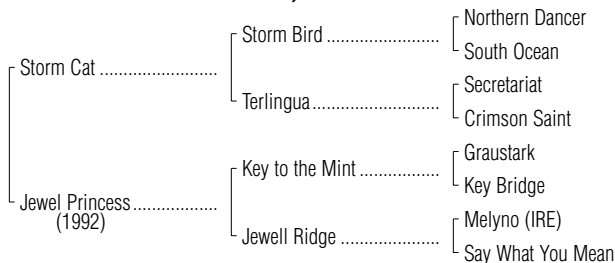 Northern Dancer
Storm Bird ......................
South Ocean
Storm Cat .......................
Secretariat
Terlingua.........................
Crimson Saint
Graustark
Key to the Mint ................
Key Bridge
Jewel Princess.................
(1992)
Melyno (IRE)
Jewell Ridge ...................
Say What You Mean